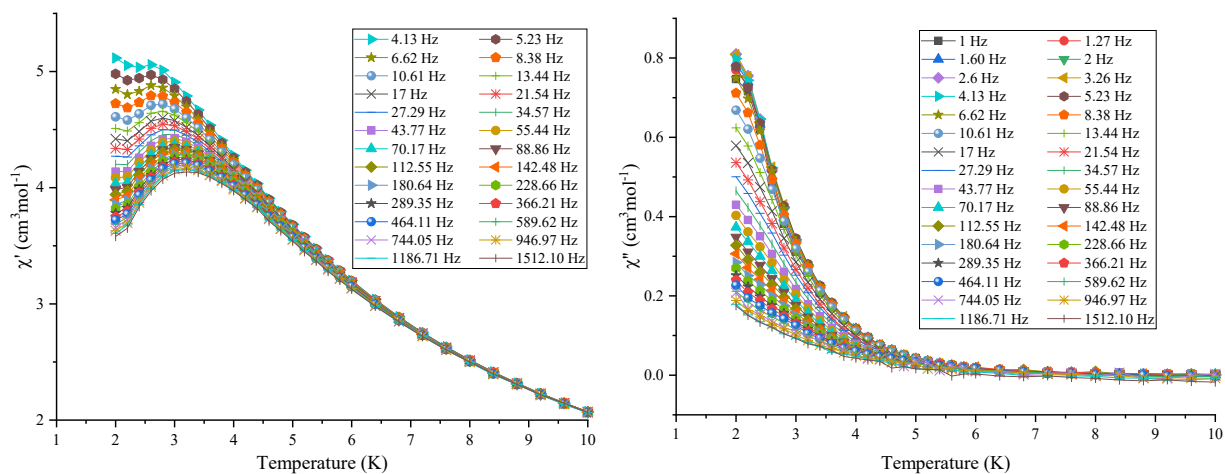 5
4
3
2
χ' (cm³mol⁻¹)
4.13 Hz 5.23 Hz
6.62 Hz 8.38 Hz
10.61 Hz 13.44 Hz
17 Hz 21.54 Hz
27.29 Hz 34.57 Hz
43.77 Hz 55.44 Hz
70.17 Hz 88.86 Hz
112.55 Hz 142.48 Hz
180.64 Hz 228.66 Hz
289.35 Hz 366.21 Hz
464.11 Hz 589.62 Hz
744.05 Hz 946.97 Hz
1186.71 Hz 1512.10 Hz
1 2 3 4 5 6 7 8 9 10
Temperature (K)
0.8
0.6
0.4
0.2
0.0
χ" (cm³mol⁻¹)
1 Hz 1.27 Hz
1.60 Hz 2 Hz
2.6 Hz 3.26 Hz
4.13 Hz 5.23 Hz
6.62 Hz 8.38 Hz
10.61 Hz 13.44 Hz
17 Hz 21.54 Hz
27.29 Hz 34.57 Hz
43.77 Hz 55.44 Hz
70.17 Hz 88.86 Hz
112.55 Hz 142.48 Hz
180.64 Hz 228.66 Hz
289.35 Hz 366.21 Hz
464.11 Hz 589.62 Hz
744.05 Hz 946.97 Hz
1186.71 Hz 1512.10 Hz
1 2 3 4 5 6 7 8 9 10
Temperature (K)